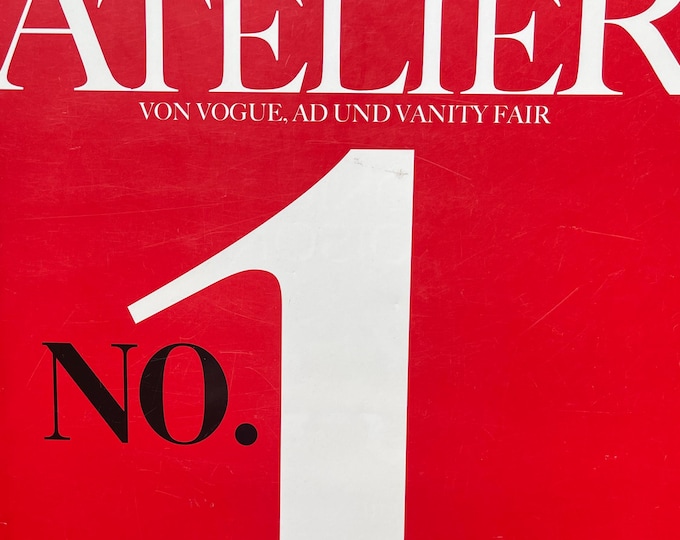 ATELIER
VON VOGUE, AD UND VANITY FAIR
NO. 1